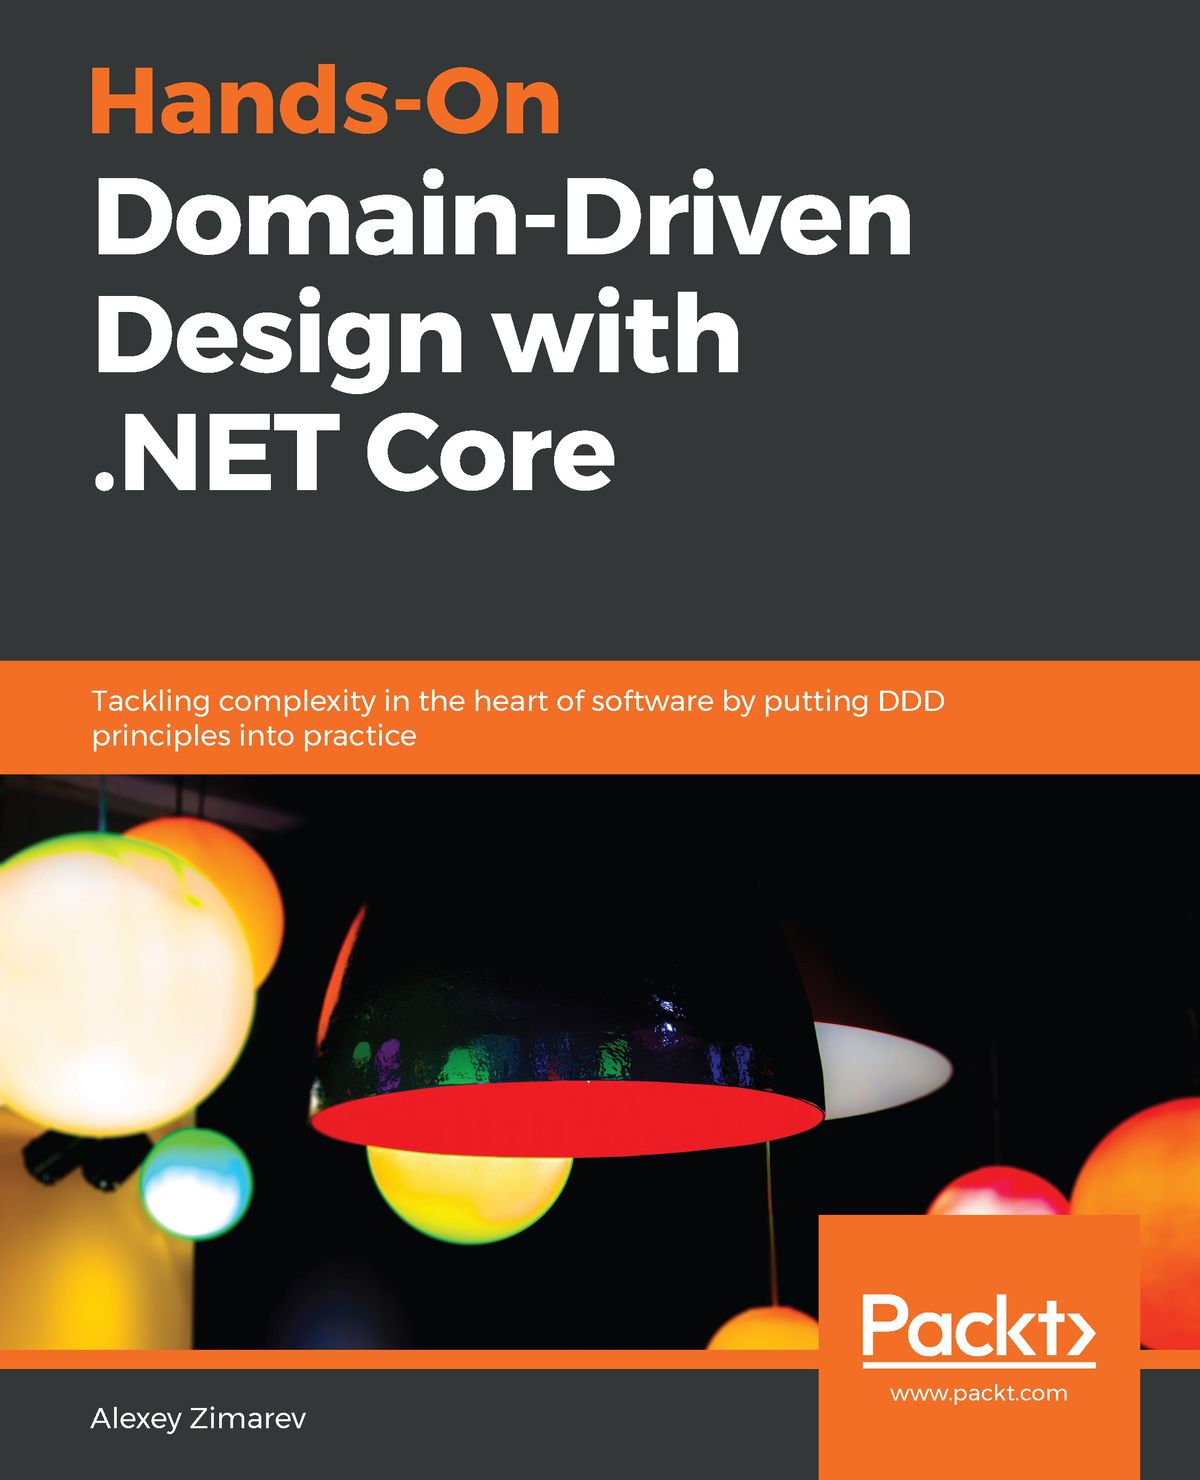 Hands-On
Domain-Driven
Design with
.NET Core
Tackling complexity in the heart of software by putting DDD
principles into practice
Packt>
www.packt.com
Alexey Zimarev